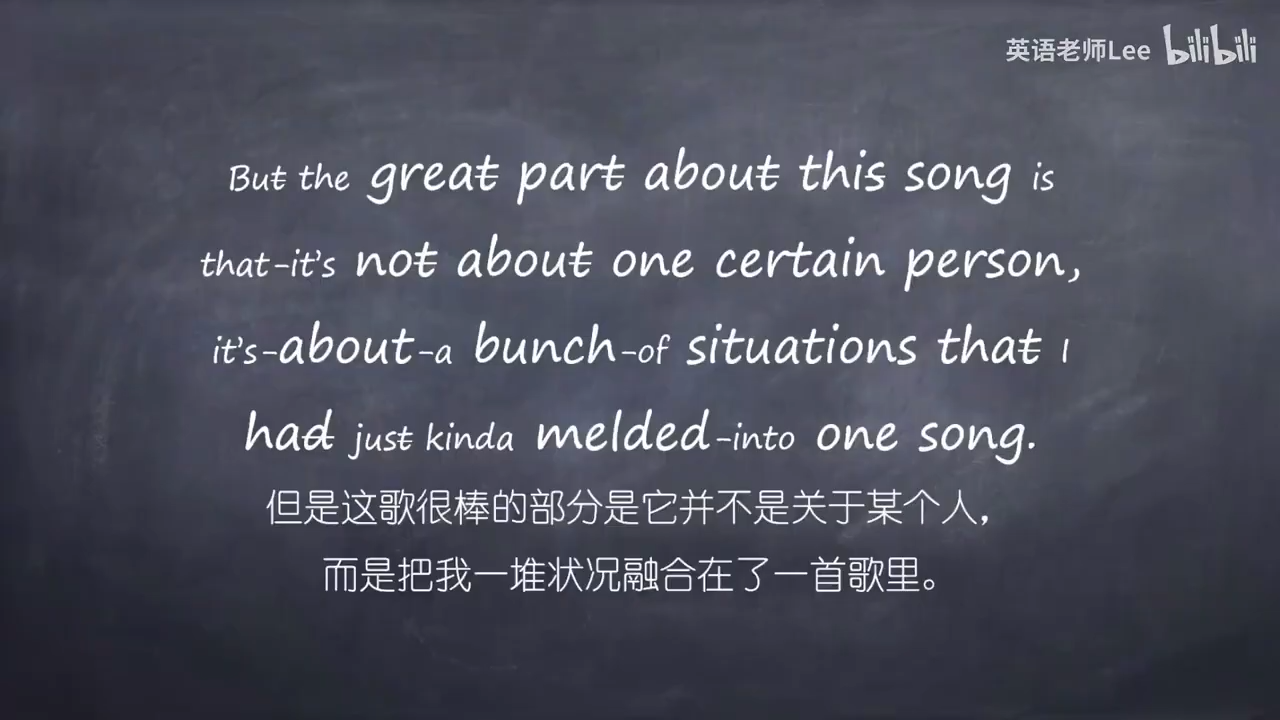 英语老师Lee bilibili
But the great part about this song is
that-it's not about one certain person,
it's-about-a bunch-of situations that I
had just kinda melded-into one song.
但是这歌很棒的部分是它并不是关于某个人，
而是把我一堆状况融合在了一首歌里。